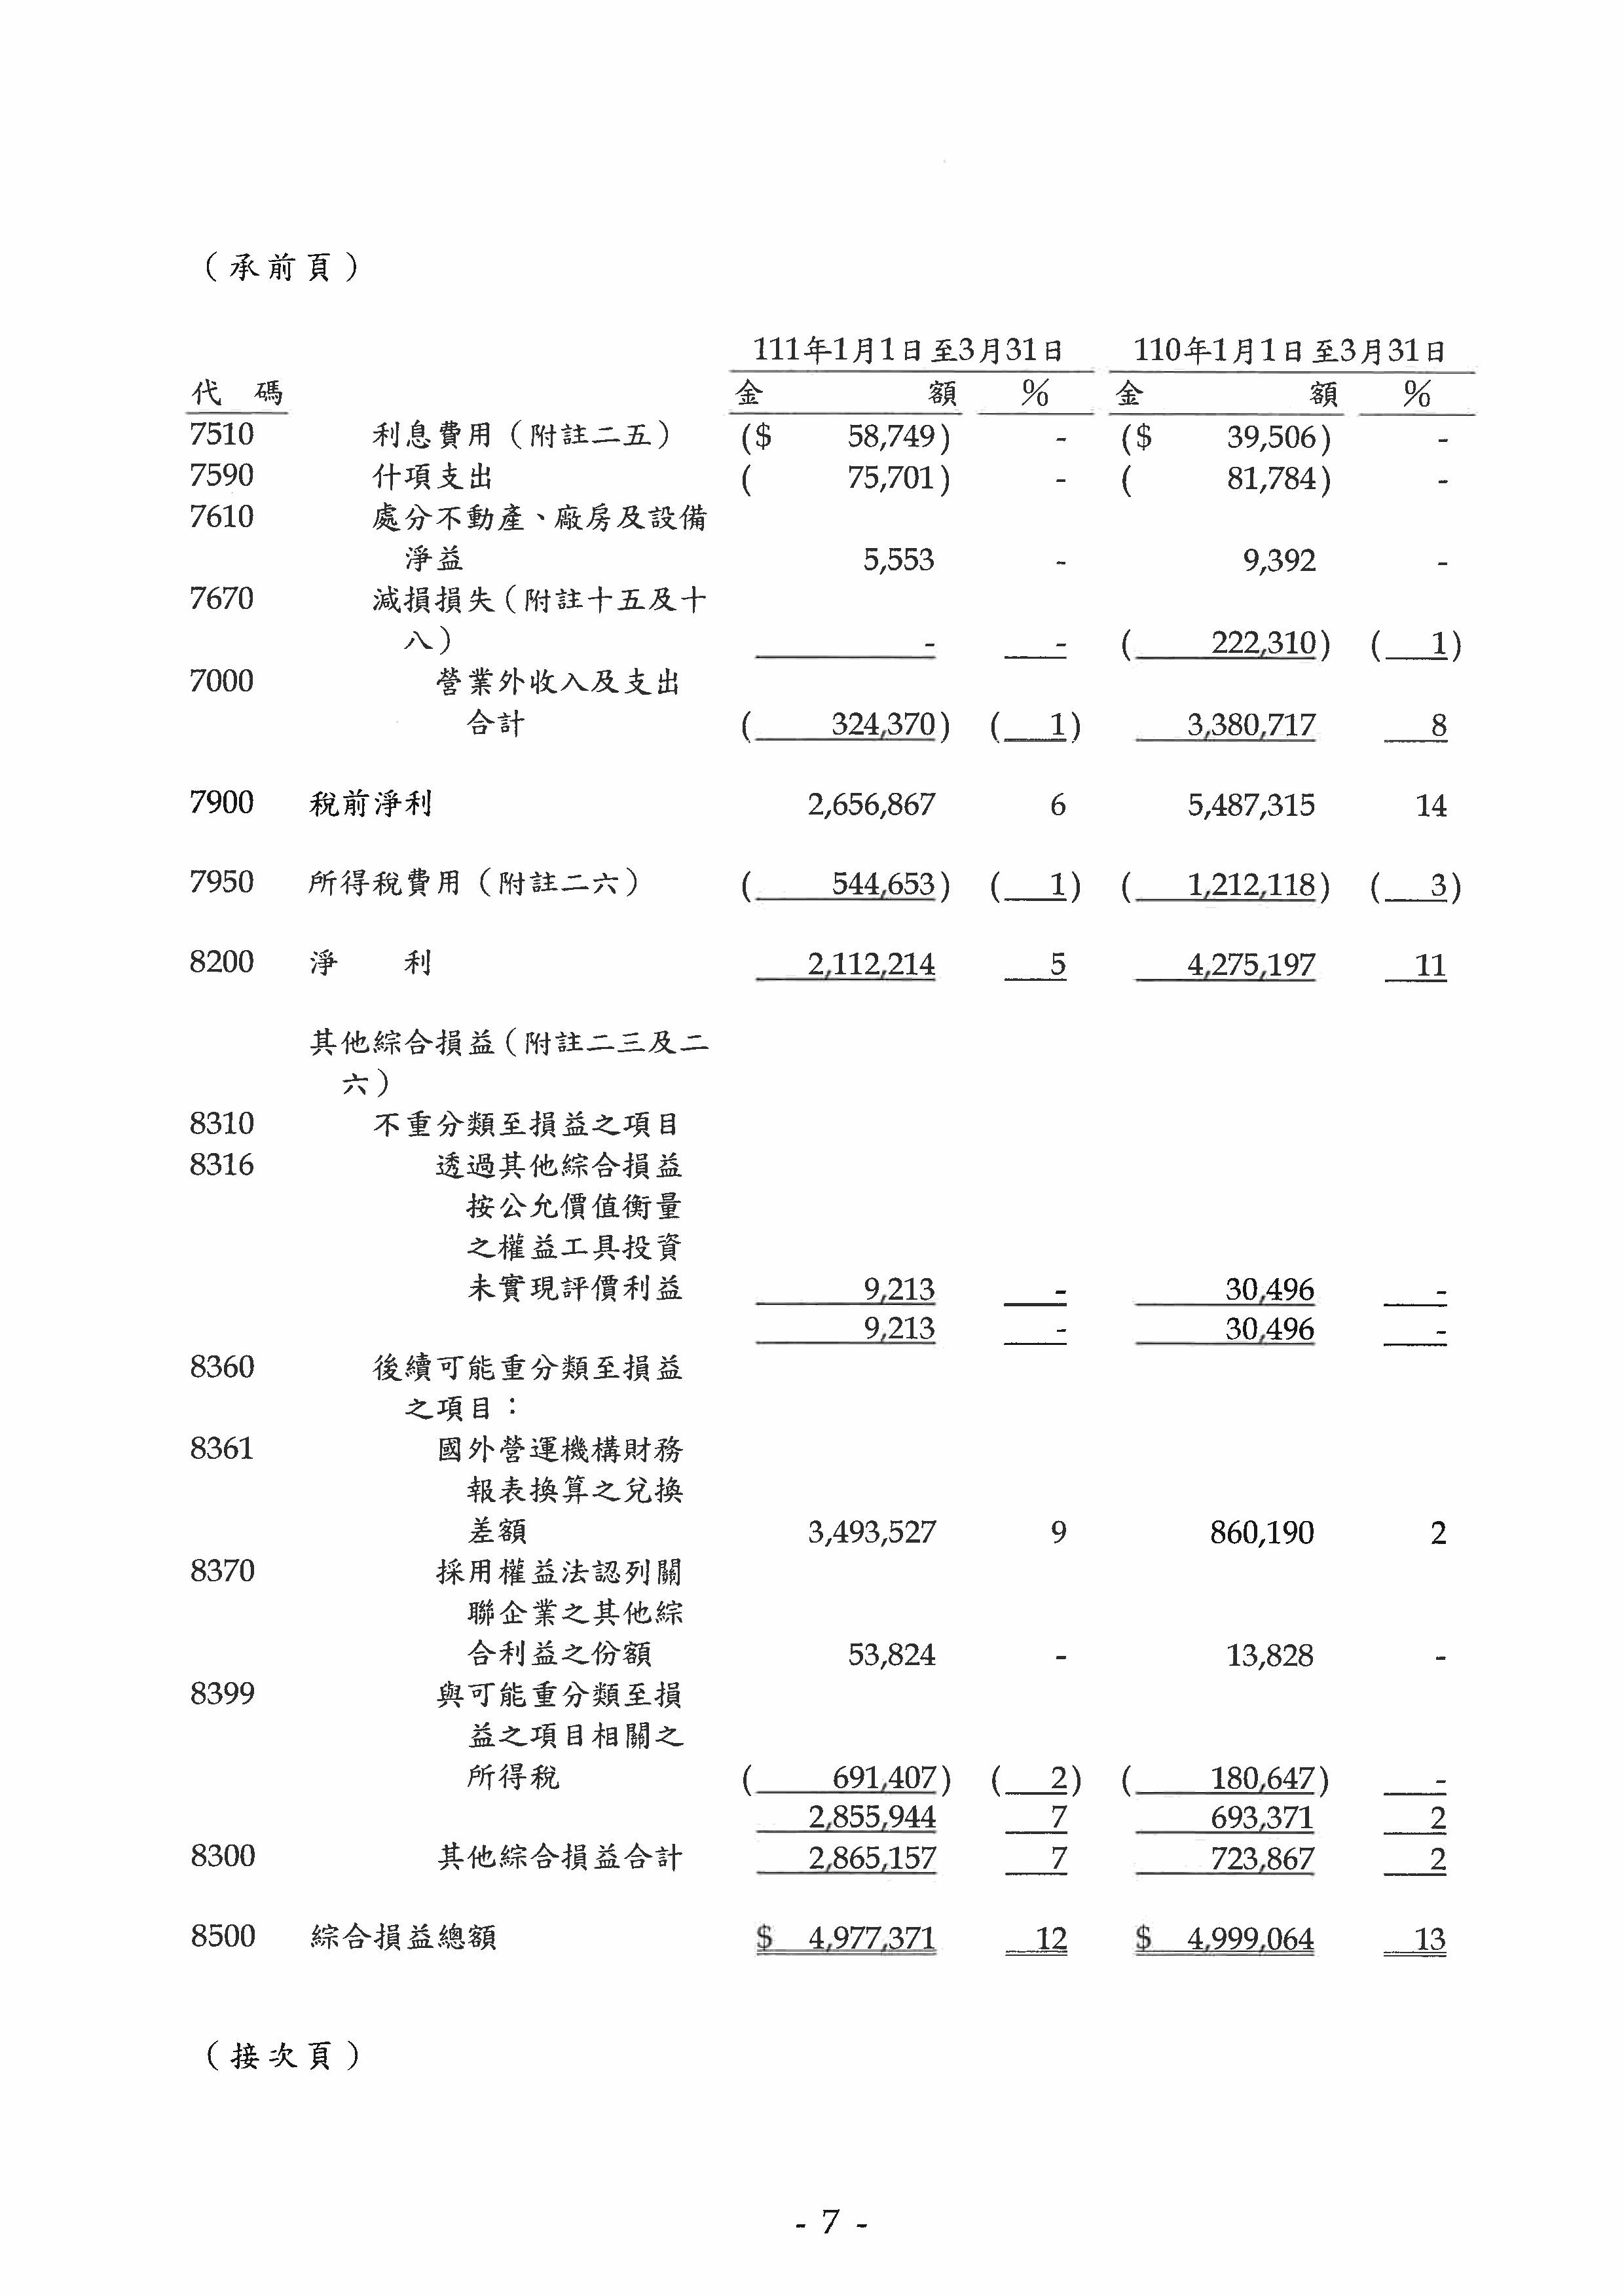 （承前頁）
111年1月1日至3月31日 110年1月1日至3月31日
代 碼 金 額 % 金 額 %
7510 利息費用（附註二五） ($ 58,749) - ($ 39,506) -
7590 什項支出 ( 75,701) - ( 81,784) -
7610 處分不動產、廠房及設備
淨益 5,553 - 9,392 -
7670 減損損失（附註十五及十
八） - - ( 222,310) ( 1)
7000 營業外收入及支出
合計 ( 324,370) ( 1) 3,380,717 8
7900 稅前淨利 2,656,867 6 5,487,315 14
7950 所得稅費用（附註二六） ( 544,653) ( 1) ( 1,212,118) ( 3)
8200 淨 利 2,112,214 5 4,275,197 11
其他綜合損益（附註二三及二
六）
8310 不重分類至損益之項目
8316 透過其他綜合損益
按公允價值衡量
之權益工具投資
未實現評價利益 9,213 - 30,496 -
9,213 - 30,496 -
8360 後續可能重分類至損益
之項目：
8361 國外營運機構財務
報表換算之兌換
差額 3,493,527 9 860,190 2
8370 採用權益法認列關
聯企業之其他綜
合利益之份額 53,824 - 13,828 -
8399 與可能重分類至損
益之項目相關之
所得稅 ( 691,407) ( 2) ( 180,647) -
2,855,944 7 693,371 2
8300 其他綜合損益合計 2,865,157 7 723,867 2
8500 綜合損益總額 $ 4,977,371 12 $ 4,999,064 13
（接次頁）
- 7 -